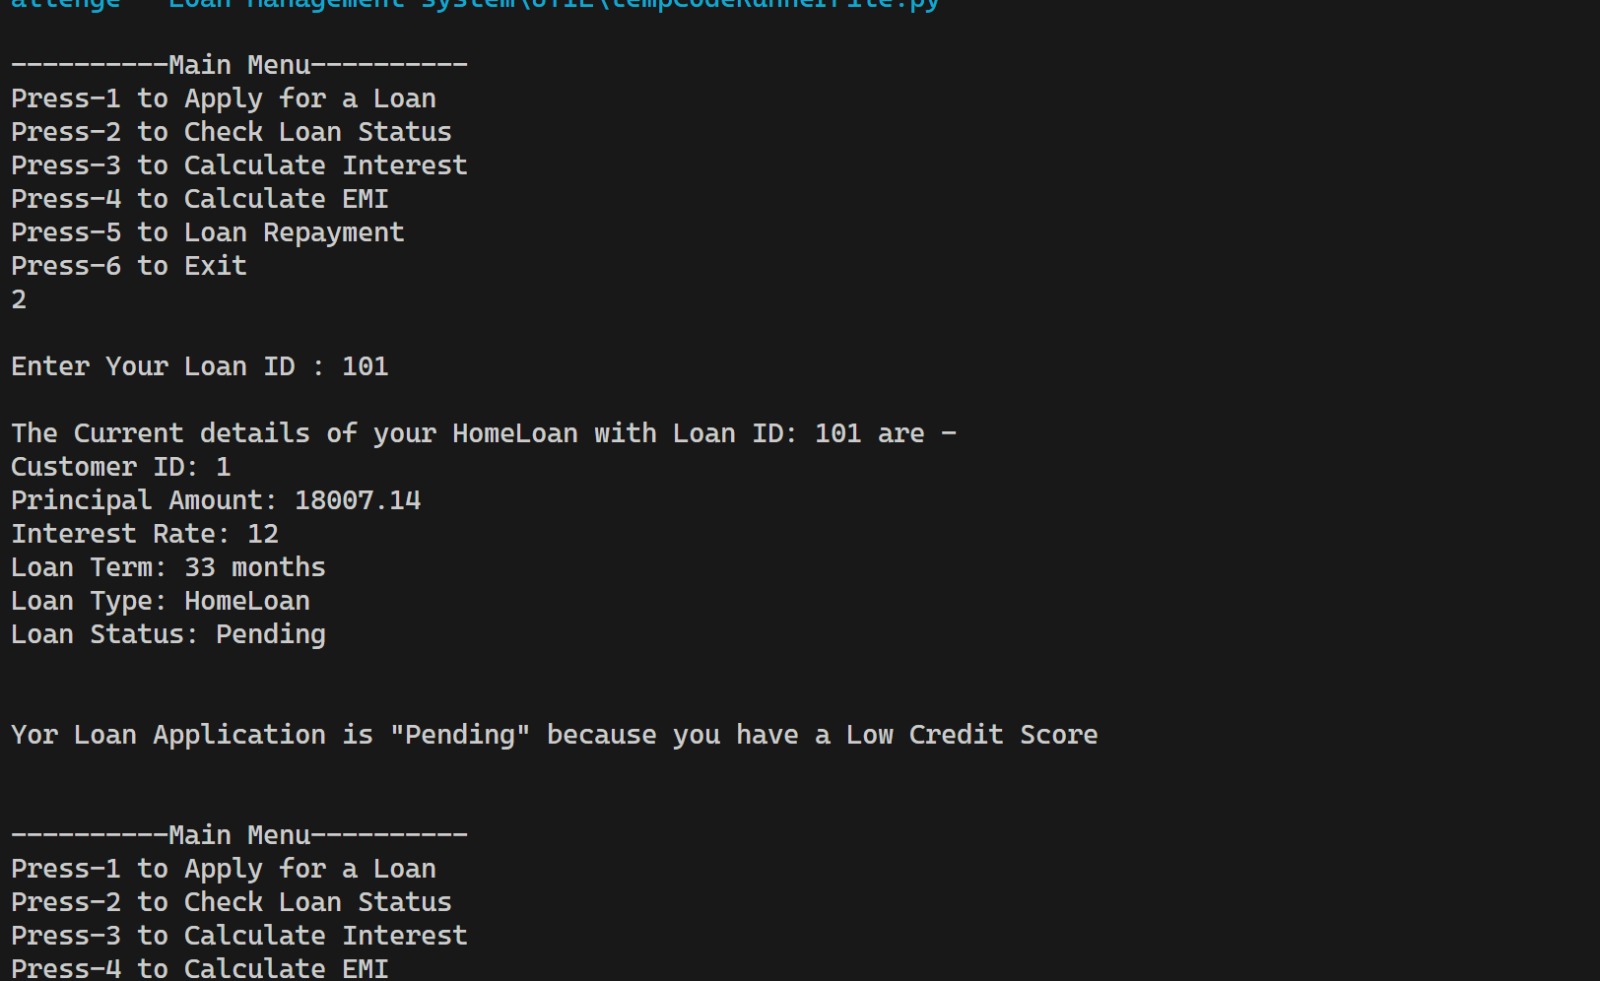 allenge - Loan Management system\UTIL\tempCodeRunnerFile.py
----------Main Menu----------
Press-1 to Apply for a Loan
Press-2 to Check Loan Status
Press-3 to Calculate Interest
Press-4 to Calculate EMI
Press-5 to Loan Repayment
Press-6 to Exit
2
Enter Your Loan ID : 101
The Current details of your HomeLoan with Loan ID: 101 are -
Customer ID: 1
Principal Amount: 18007.14
Interest Rate: 12
Loan Term: 33 months
Loan Type: HomeLoan
Loan Status: Pending
Yor Loan Application is "Pending" because you have a Low Credit Score
----------Main Menu----------
Press-1 to Apply for a Loan
Press-2 to Check Loan Status
Press-3 to Calculate Interest
Press-4 to Calculate EMI